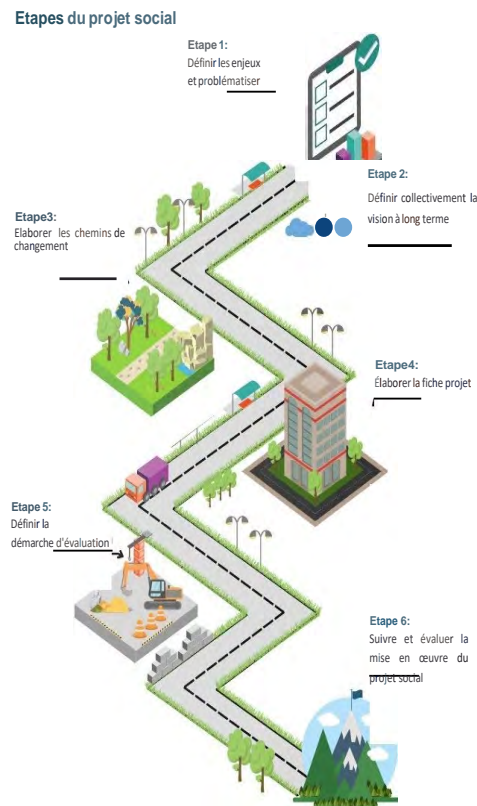 Etapes du projet social
Etape 1:
Définir les enjeux
et problématiser
Etape 2:
Définir collectivement la
vision à long terme
Etape3:
Elaborer les chemins de
changement
Etape4:
Élaborer la fiche projet
Etape 5:
Définir la
démarche d'évaluation
Etape 6:
Suivre et évaluer la
mise en œuvre du
projet social